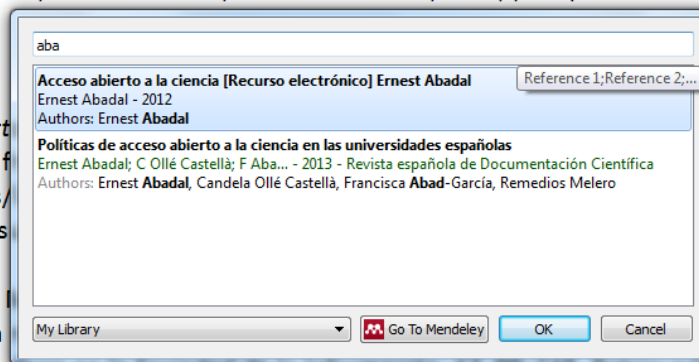 aba
Acceso abierto a la ciencia [Recurso electrónico] Ernest Abadal
Reference 1;Reference 2;...
Ernest Abadal - 2012
Authors: Ernest Abadal
Políticas de acceso abierto a la ciencia en las universidades españolas
Ernest Abadal; C Ollé Castellà; F Aba... - 2013 - Revista española de Documentación Científica
Authors: Ernest Abadal, Candela Ollé Castellà, Francisca Abad-García, Remedios Melero
My Library
Go To Mendeley
OK
Cancel